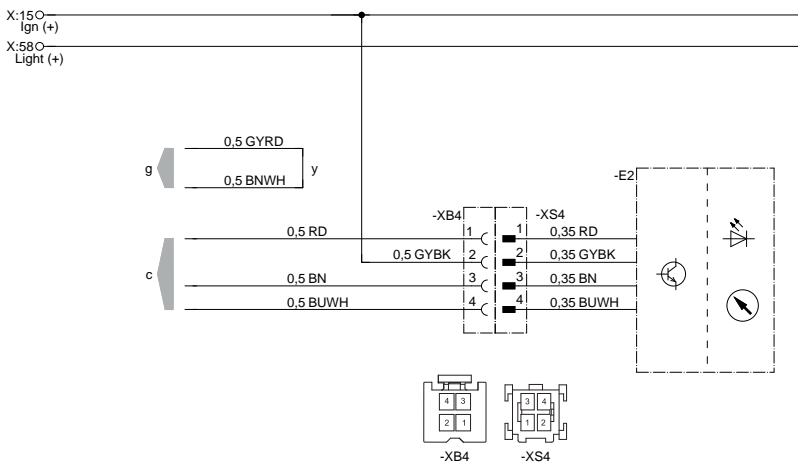 X:15
Ign (+)
X:58
Light (+)
0,5 GYRD
g
y
0,5 BNWH
-E2
-XB4
-XS4
0,5 RD
1
1
0,35 RD
0,5 GYBK
2
2
0,35 GYBK
c
0,5 BN
3
3
0,35 BN
0,5 BUWH
4
4
0,35 BUWH
4 3
3 4
2 1
1 2
-XB4
-XS4